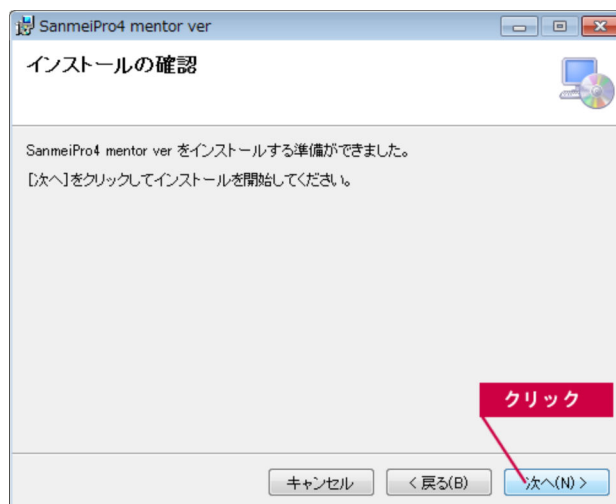 SanmeiPro4 mentor ver
インストールの確認
SanmeiPro4 mentor ver をインストールする準備ができました。
[次へ]をクリックしてインストールを開始してください。
クリック
キャンセル
< 戻る(B)
次へ(N) >